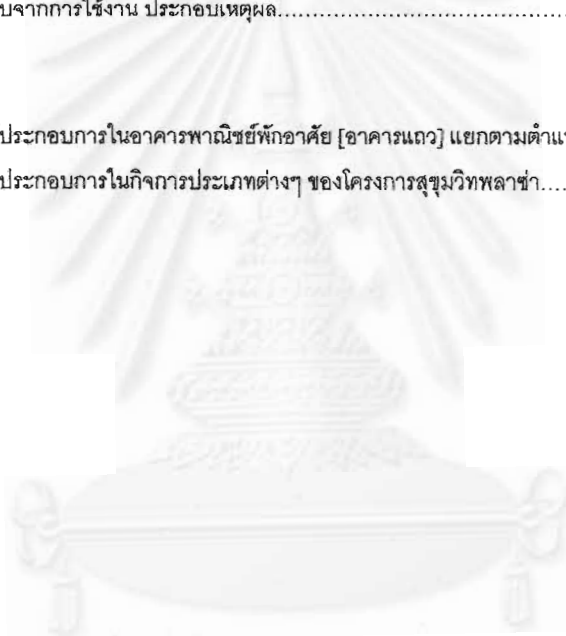 บจากการใช้งาน ประกอบเหตุผล........................................
ประกอบการในอาคารพาณิชย์พักอาศัย [อาคารแถว] แยกตามตำแ
ประกอบการในกิจการประเภทต่างๆ ของโครงการสุขุมวิทพลาซ่า....